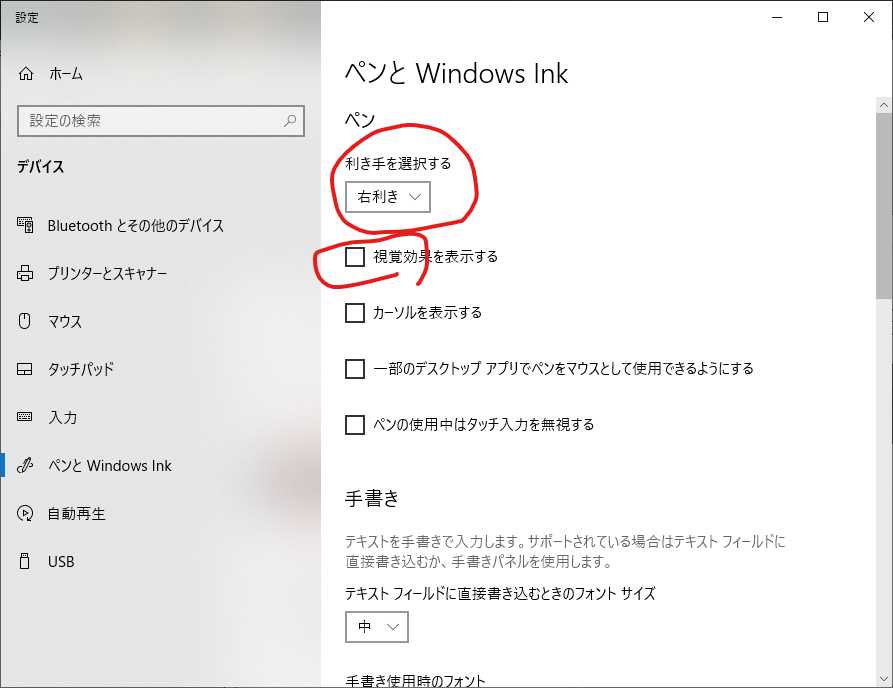 設定
ホーム
設定の検索
デバイス
Bluetooth とその他のデバイス
プリンターとスキャナー
マウス
タッチパッド
入力
ペンと Windows Ink
自動再生
USB
ペンと Windows Ink
ペン
利き手を選択する
右利き
視覚効果を表示する
カーソルを表示する
一部のデスクトップ アプリでペンをマウスとして使用できるようにする
ペンの使用中はタッチ入力を無視する
手書き
テキストを手書きで入力します。サポートされている場合はテキスト フィールドに
直接書き込むか、手書きパネルを使用します。
テキスト フィールドに直接書き込むときのフォント サイズ
中
手書き使用時のフォント